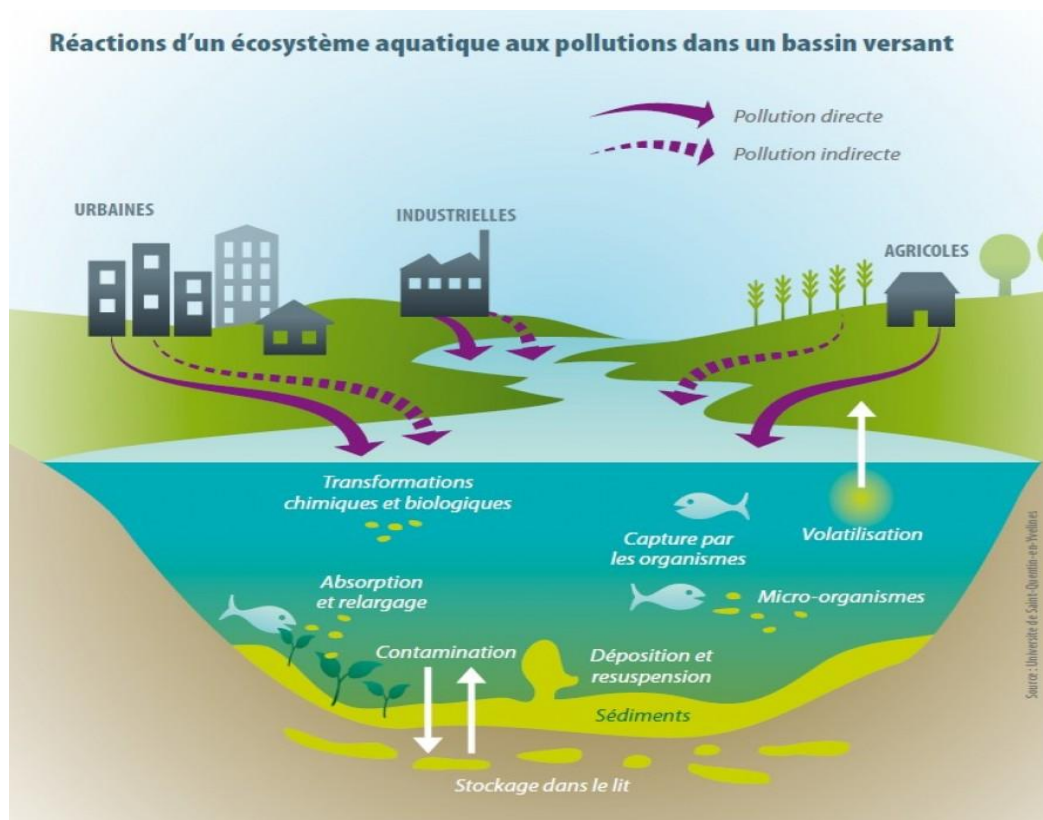 Réactions d'un écosystème aquatique aux pollutions dans un bassin versant
Pollution directe
Pollution indirecte
URBAINES
INDUSTRIELLES
AGRICOLES
Transformations
chimiques et biologiques
Capture par
les organismes
Volatilisation
Absorption
et relargage
Micro-organismes
Contamination
Déposition et
resuspension
Sédiments
Stockage dans le lit
Source : Universite de Saint-Quentin-en-Yvelines